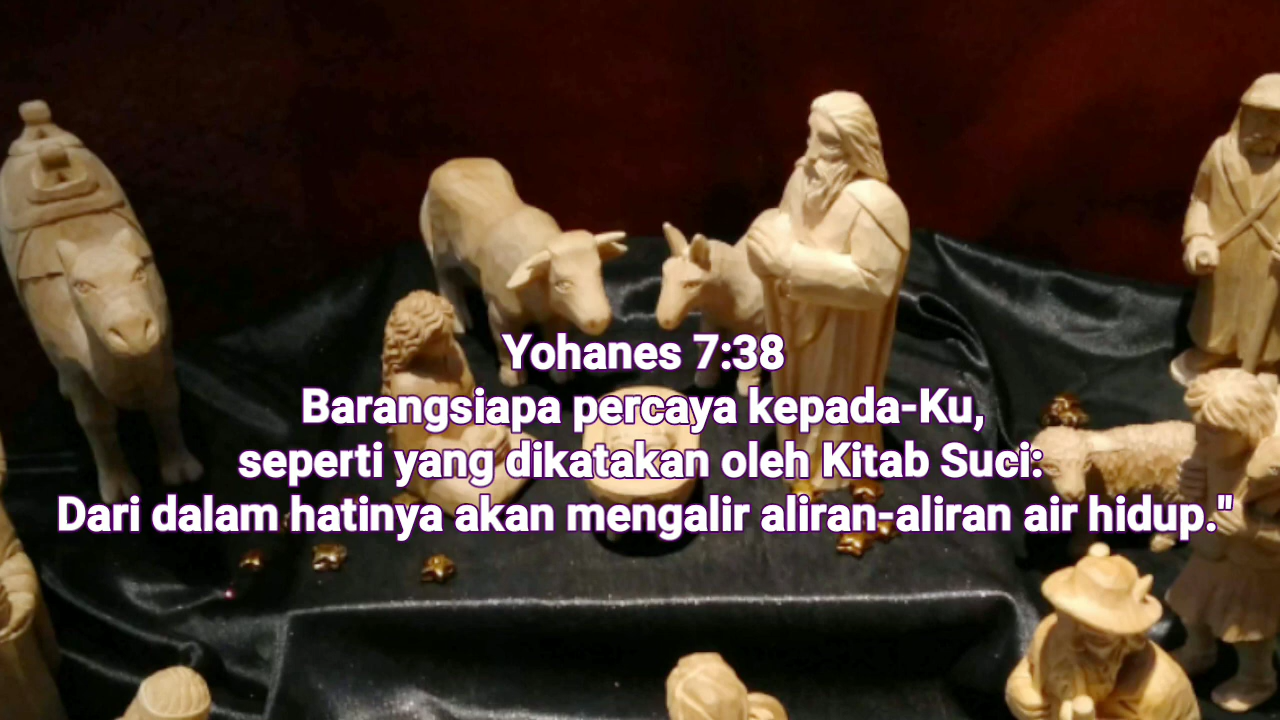 Yohanes 7:38
Barangsiapa percaya kepada-Ku,
seperti yang dikatakan oleh Kitab Suci:
Dari dalam hatinya akan mengalir aliran-aliran air hidup."